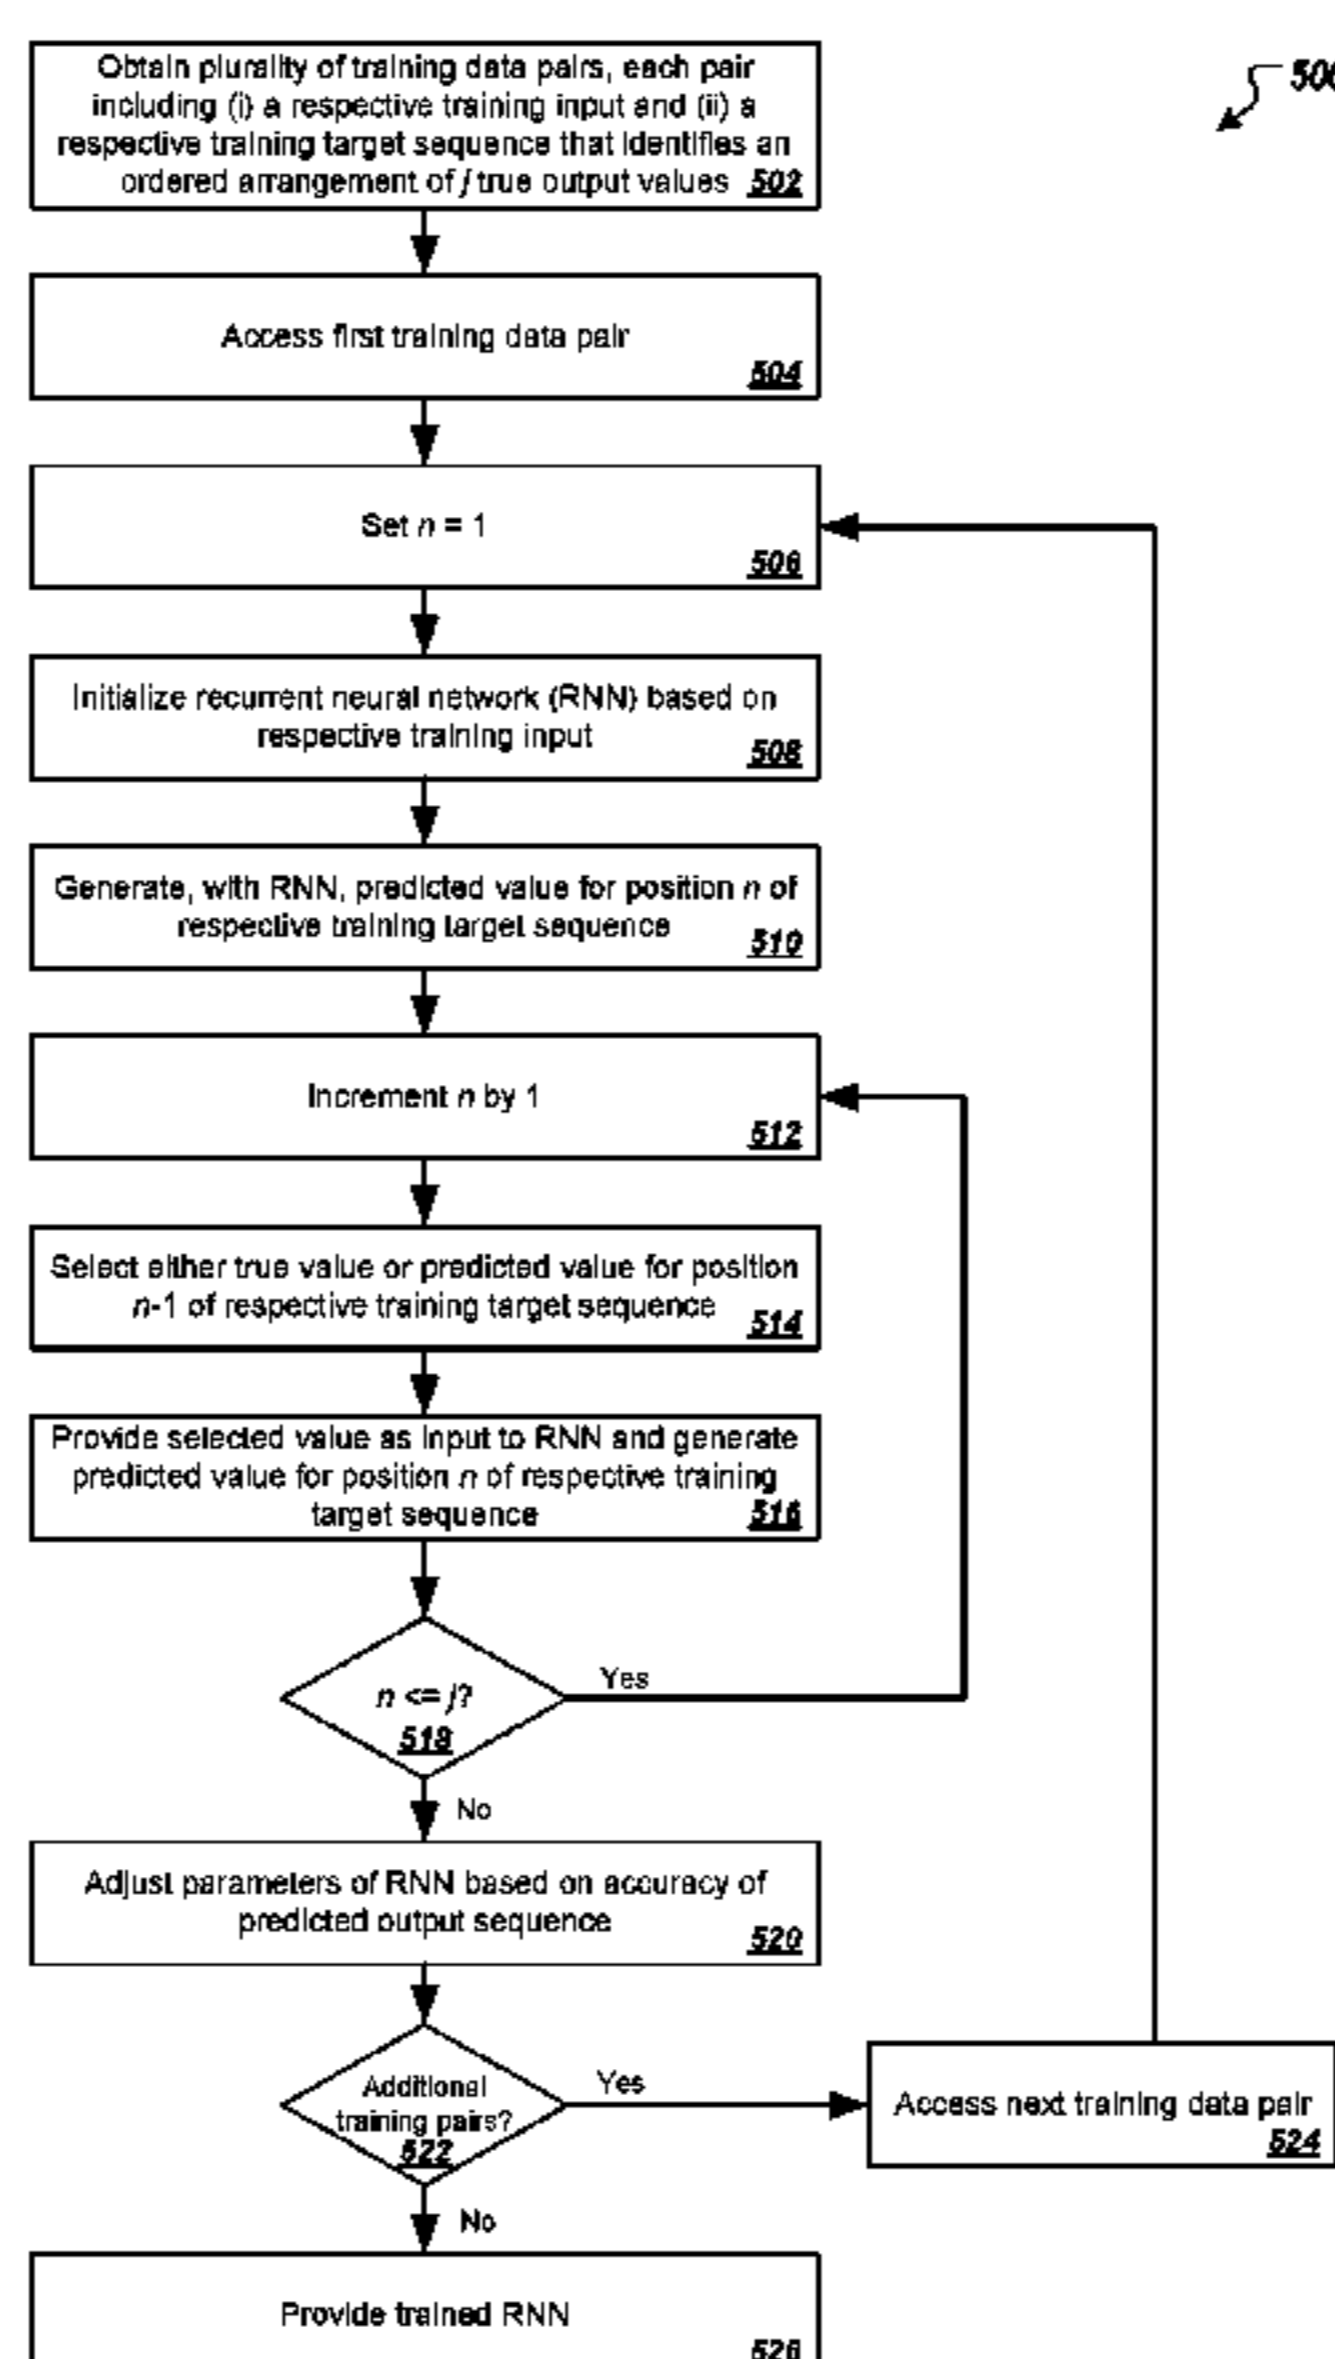 Obtain plurality of training data pairs, each pair
including (i) a respective training input and (ii) a
respective training target sequence that identifies an
ordered arrangement of j true output values 502
500
Access first training data pair
504
Set n = 1
506
Initialize recurrent neural network (RNN) based on
respective training input
508
Generate, with RNN, predicted value for position n of
respective training target sequence
510
Increment n by 1
512
Select either true value or predicted value for position
n-1 of respective training target sequence
514
Provide selected value as input to RNN and generate
predicted value for position n of respective training
target sequence
516
n <= j?
518
Yes
No
Adjust parameters of RNN based on accuracy of
predicted output sequence
520
Additional
training pairs?
522
Yes
Access next training data pair
524
No
Provide trained RNN
526